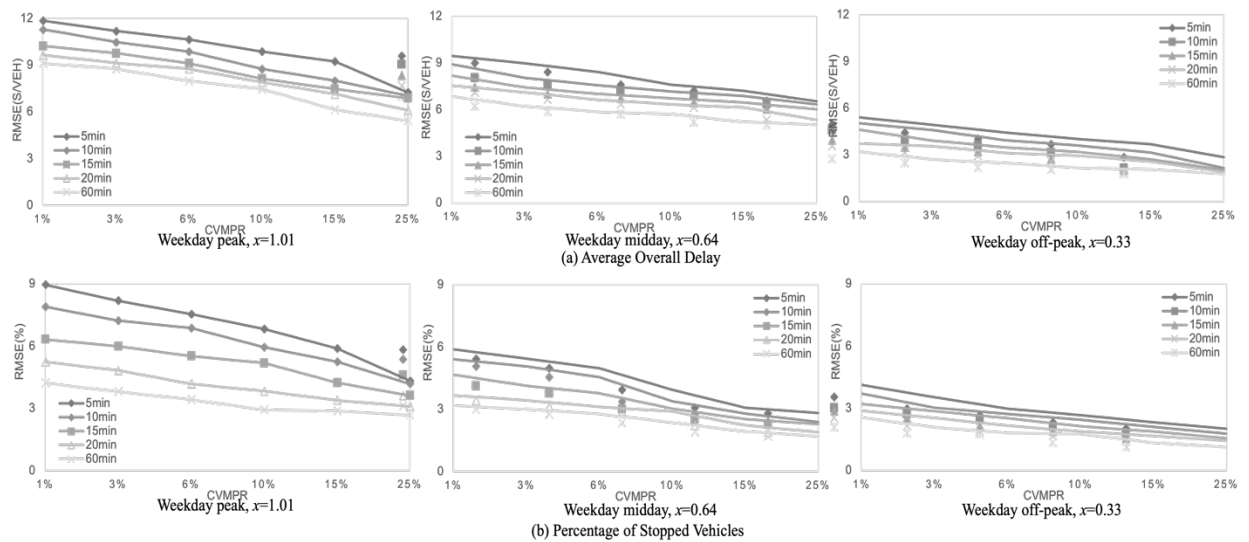 RMSE(S/VEH)
12
9
6
3
0
5min
10min
15min
20min
60min
1% 3% 6% 10% 15% 25%
CVMPR
Weekday peak, x=1.01
RMSE(S/VEH)
12
9
6
3
0
5min
10min
15min
20min
60min
1% 3% 6% 10% 15% 25%
CVMPR
Weekday midday, x=0.64
RMSE(S/VEH)
12
9
6
3
0
5min
10min
15min
20min
60min
1% 3% 6% 10% 15% 25%
CVMPR
Weekday off-peak, x=0.33
(a) Average Overall Delay
RMSE(%)
9
6
3
0
5min
10min
15min
20min
60min
1% 3% 6% 10% 15% 25%
CVMPR
Weekday peak, x=1.01
RMSE(%)
9
6
3
0
5min
10min
15min
20min
60min
1% 3% 6% 10% 15% 25%
CVMPR
Weekday midday, x=0.64
RMSE(%)
9
6
3
0
5min
10min
15min
20min
60min
1% 3% 6% 10% 15% 25%
CVMPR
Weekday off-peak, x=0.33
(b) Percentage of Stopped Vehicles